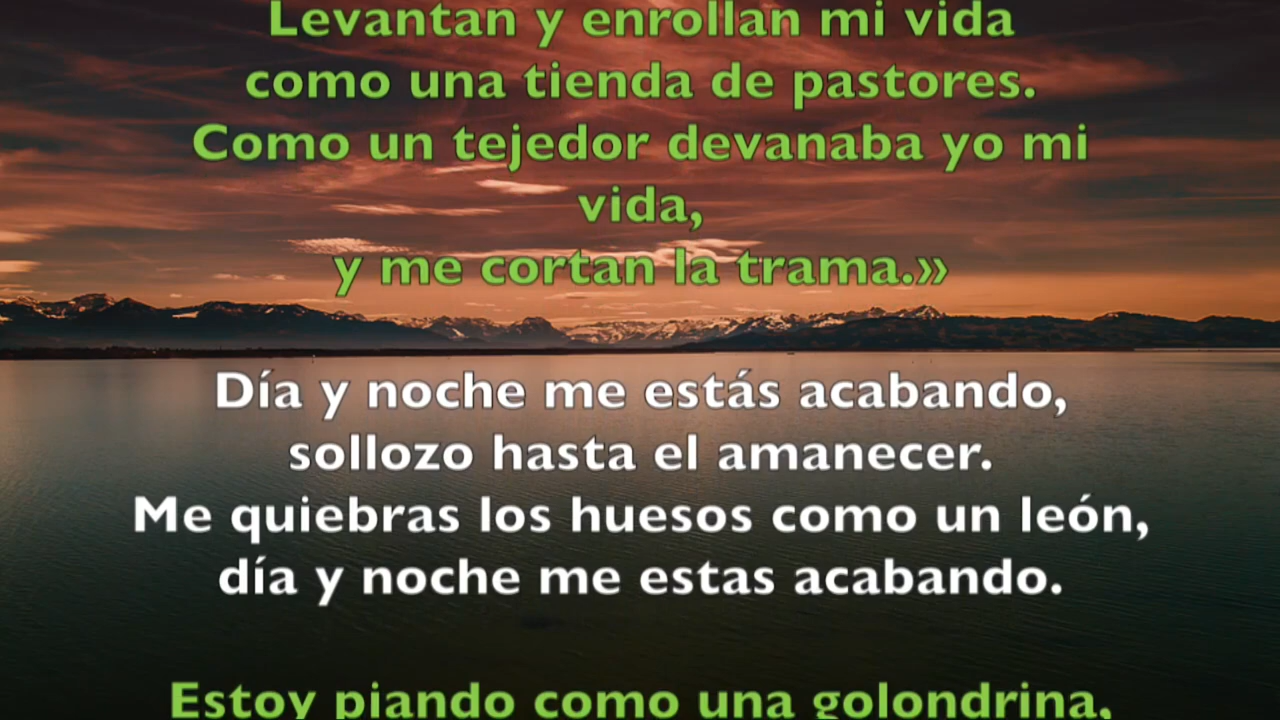 Levantan y enrollan mi vida
como una tienda de pastores.
Como un tejedor devanaba yo mi
vida,
y me cortan la trama.»
Día y noche me estás acabando,
sollozo hasta el amanecer.
Me quiebras los huesos como un león,
día y noche me estas acabando.
Estoy piando como una golondrina,